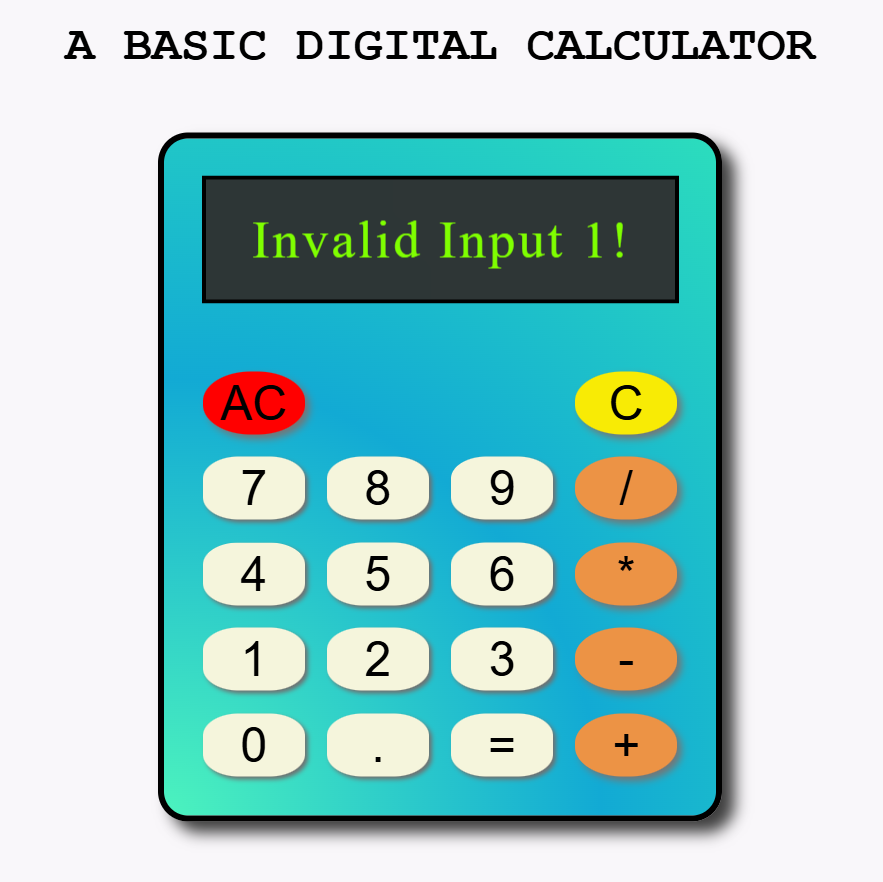 A BASIC DIGITAL CALCULATOR
Invalid Input 1!
AC C
7 8 9 /
4 5 6 *
1 2 3 -
0 . = +